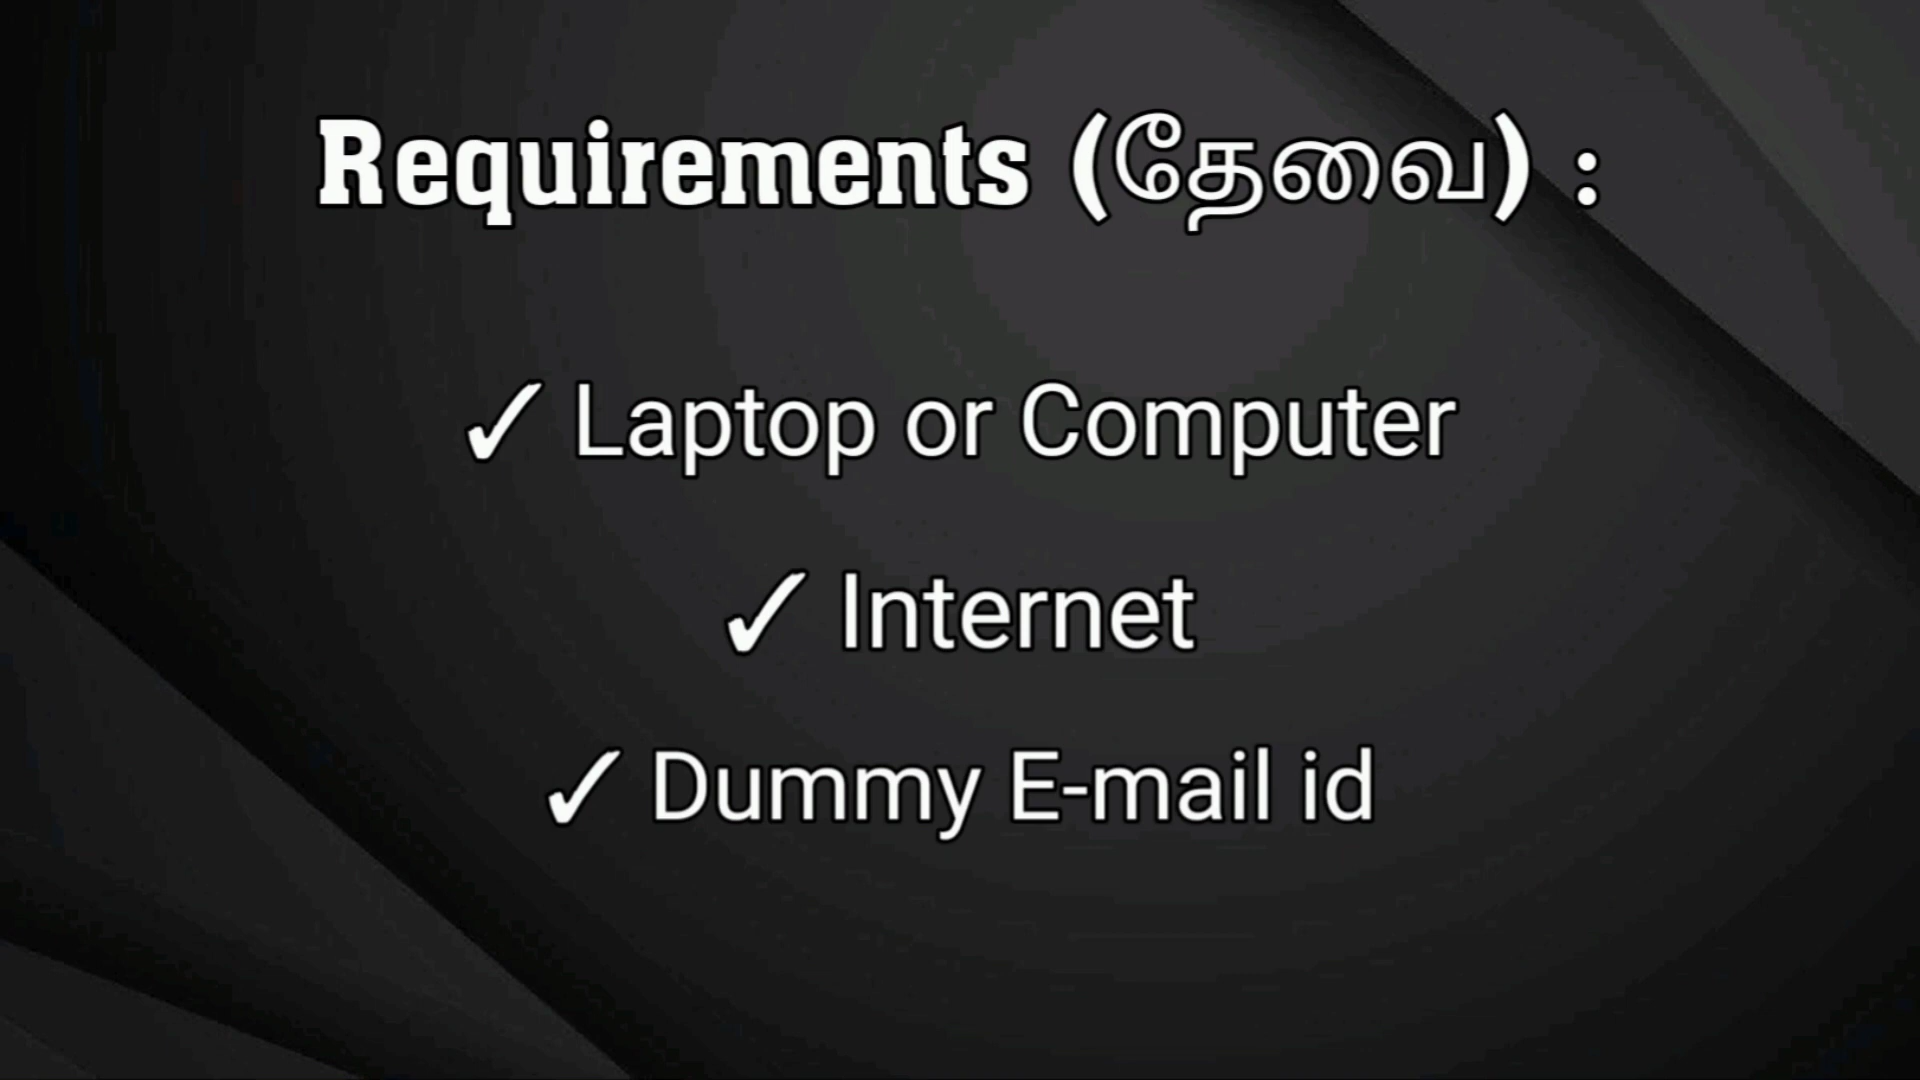 Requirements (தேவை) :
✓ Laptop or Computer
✓ Internet
✓ Dummy E-mail id